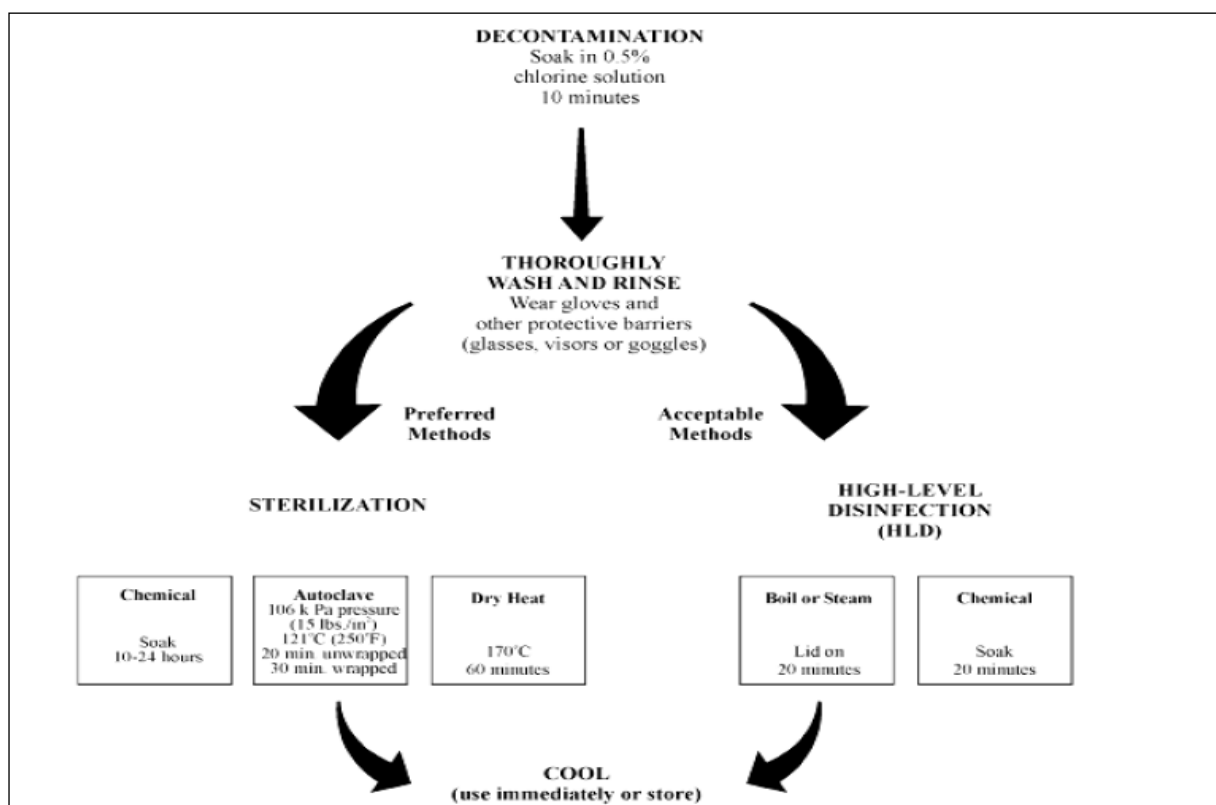 DECONTAMINATION
Soak in 0.5%
chlorine solution
10 minutes
THOROUGHLY
WASH AND RINSE
Wear gloves and
other protective barriers
(glasses, visors or goggles)
Preferred
Methods
Acceptable
Methods
STERILIZATION
HIGH-LEVEL
DISINFECTION
(HLD)
Chemical
Soak
10-24 hours
Autoclave
106 k Pa pressure
(15 lbs./in²)
121°C (250°F)
20 min. unwrapped
30 min. wrapped
Dry Heat
170°C
60 minutes
Boil or Steam
Lid on
20 minutes
Chemical
Soak
20 minutes
COOL
(use immediately or store)